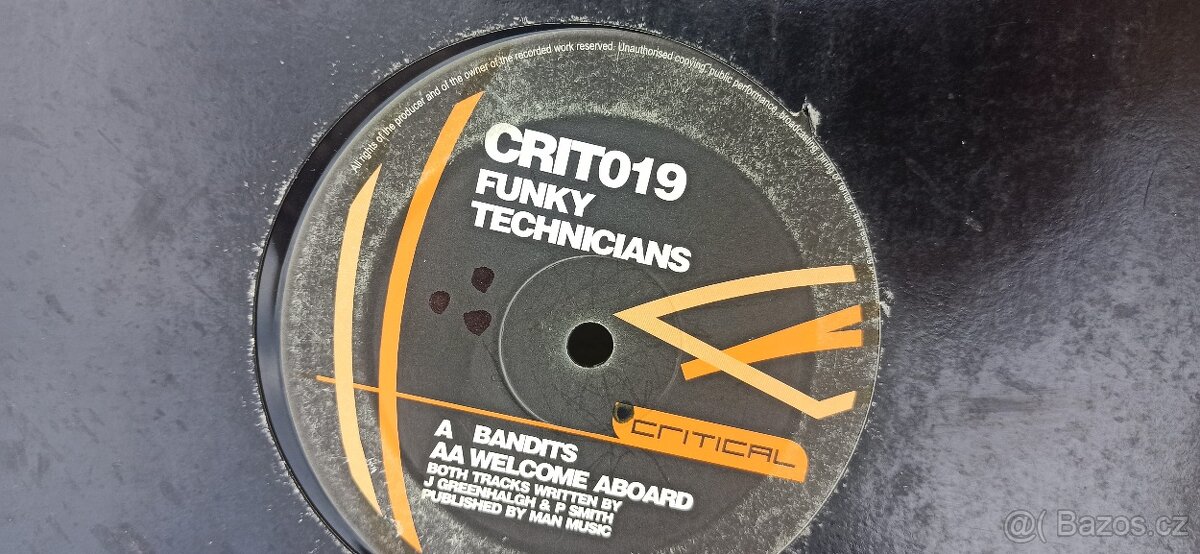 All rights of the producer and of the owner of the recorded work reserved. Unauthorised copying, public performance, broadcasting
CRIT019
FUNKY
TECHNICIANS
CRITICAL
A BANDITS
AA WELCOME ABOARD
BOTH TRACKS WRITTEN BY
J GREENHALGH & P SMITH
PUBLISHED BY MAN MUSIC
@( Bazos.cz